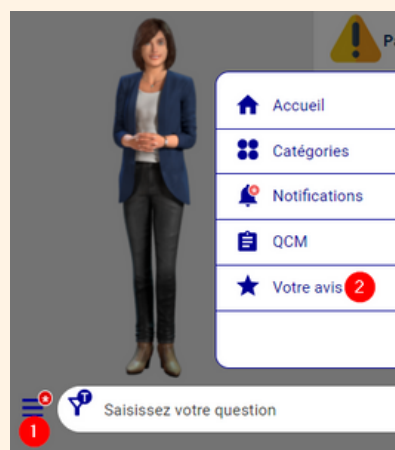 Accueil
Catégories
Notifications
QCM
Votre avis 2
T
Saisissez votre question
1